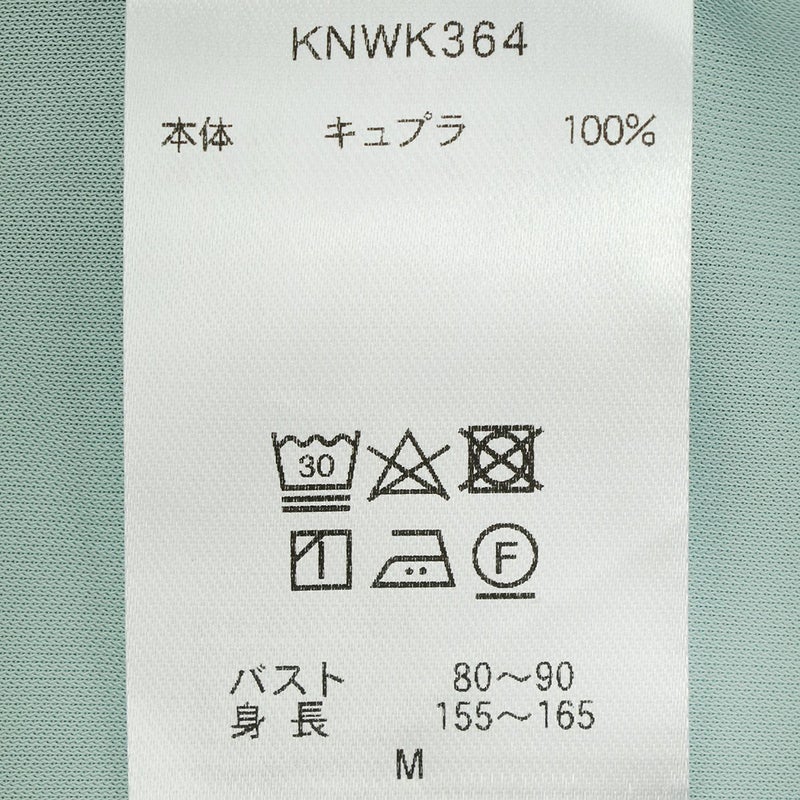 KNWK364
本体 キュプラ 100%
30
F
バスト 80～90
身長 155～165
M